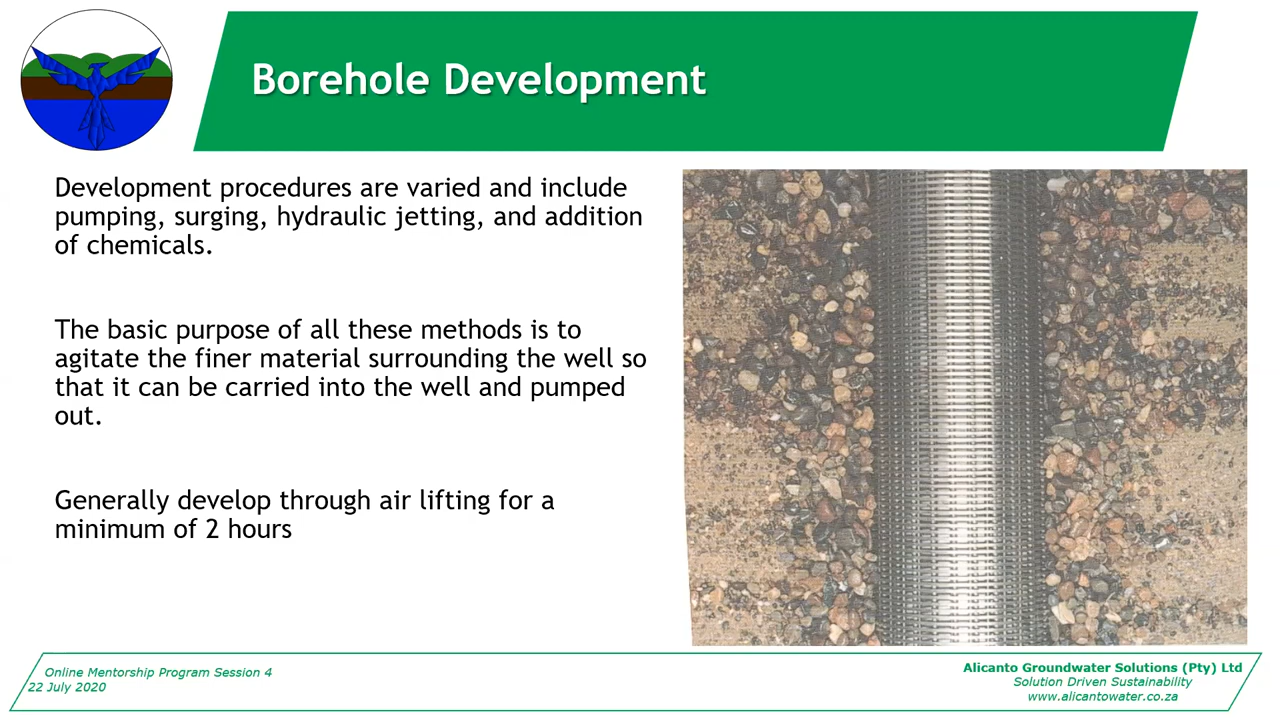 Borehole Development
Development procedures are varied and include
pumping, surging, hydraulic jetting, and addition
of chemicals.
The basic purpose of all these methods is to
agitate the finer material surrounding the well so
that it can be carried into the well and pumped
out.
Generally develop through air lifting for a
minimum of 2 hours
Online Mentorship Program Session 4
22 July 2020
Alicanto Groundwater Solutions (Pty) Ltd
Solution Driven Sustainability
www.alicantowater.co.za